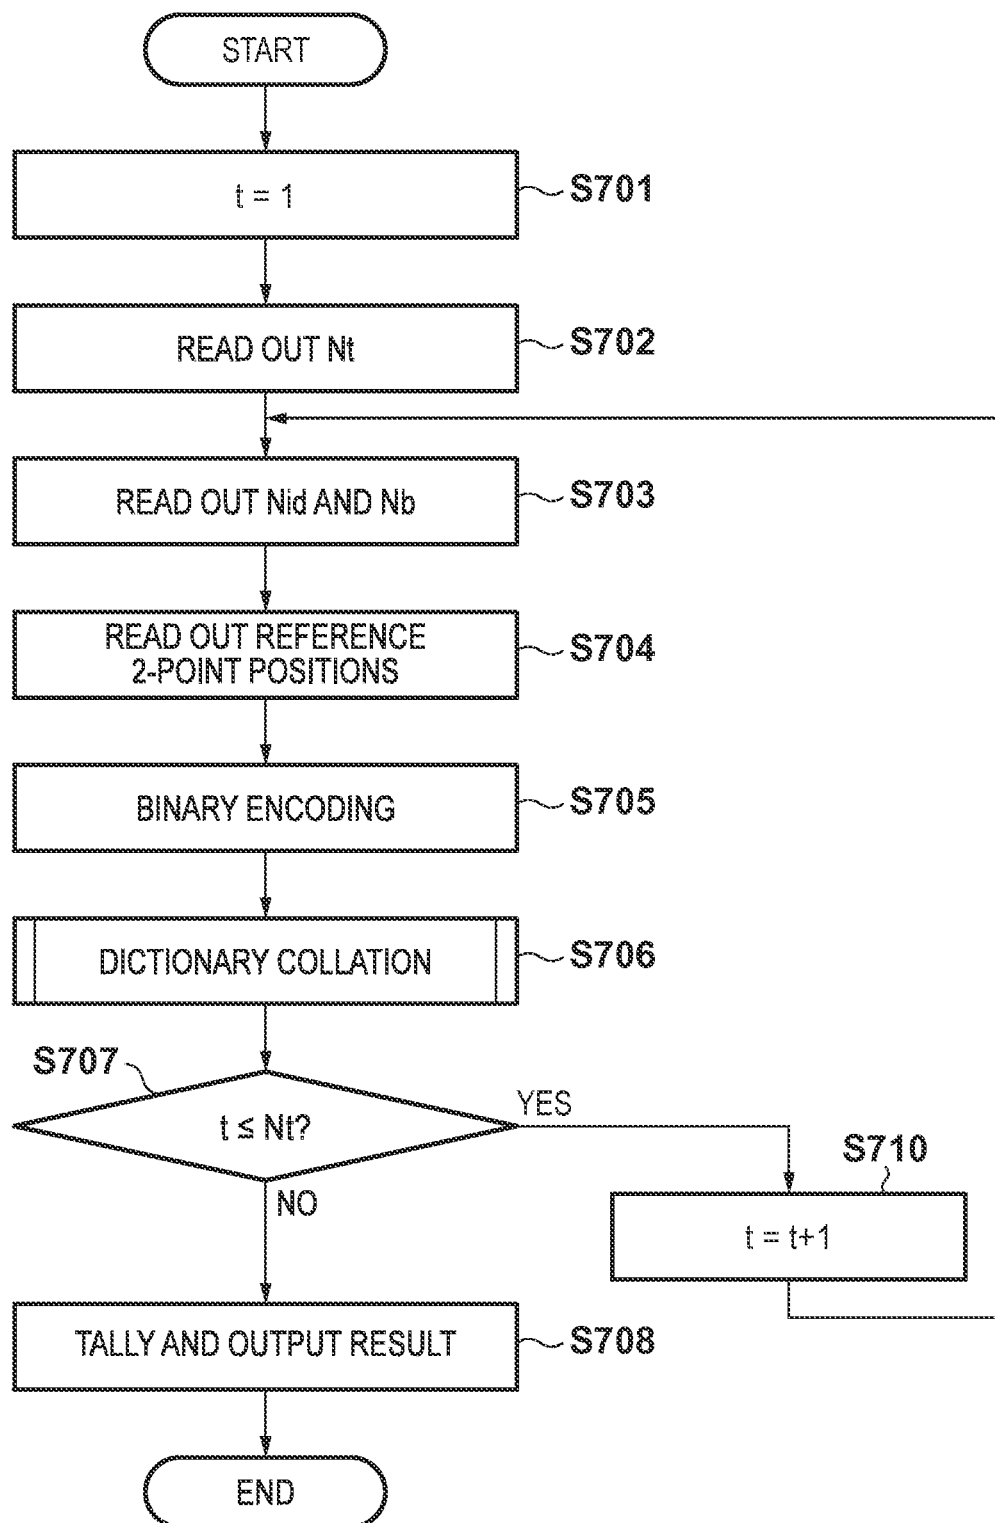 START
t = 1
S701
READ OUT Nt
S702
READ OUT Nid AND Nb
S703
READ OUT REFERENCE
2-POINT POSITIONS
S704
BINARY ENCODING
S705
DICTIONARY COLLATION
S706
S707
t ≤ Nt?
YES
NO
S710
t = t+1
TALLY AND OUTPUT RESULT
S708
END